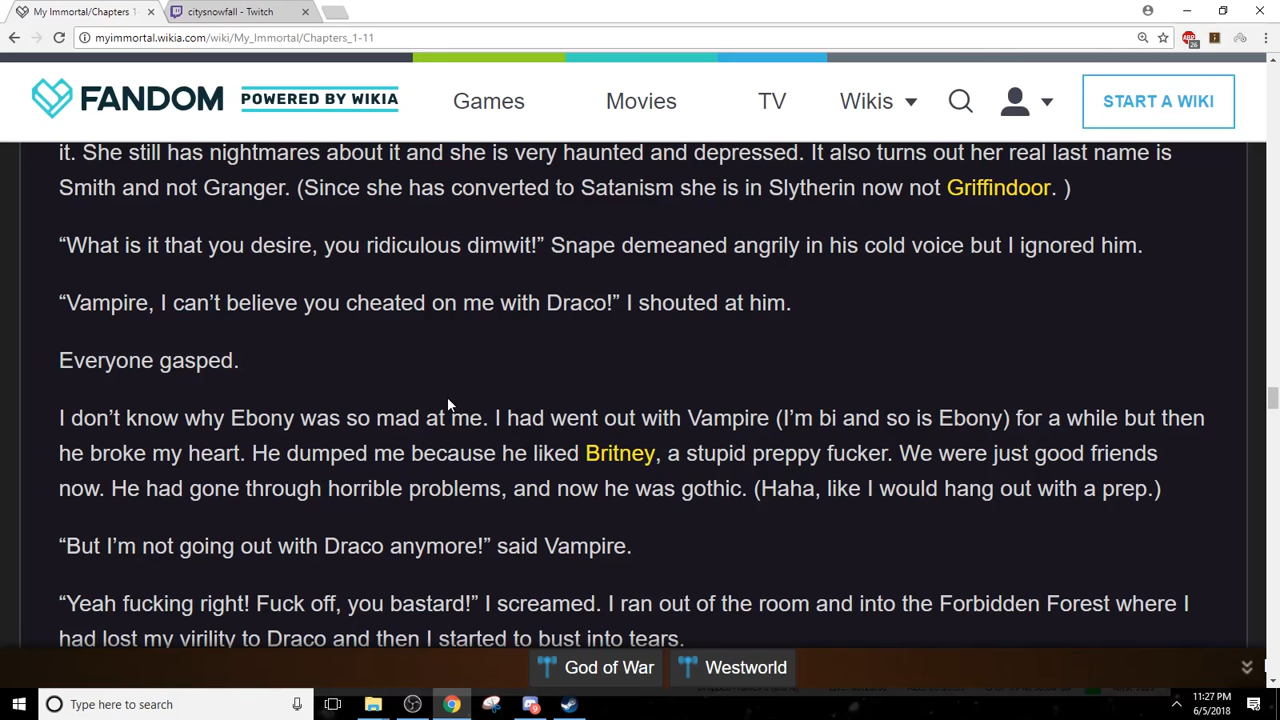 My Immortal/Chapters 1
citysnowfall - Twitch
myimmortal.wikia.com/wiki/My_Immortal/Chapters_1-11
26
FANDOM POWERED BY WIKIA Games Movies TV Wikis START A WIKI
it. She still has nightmares about it and she is very haunted and depressed. It also turns out her real last name is
Smith and not Granger. (Since she has converted to Satanism she is in Slytherin now not Griffindoor. )
“What is it that you desire, you ridiculous dimwit!” Snape demeaned angrily in his cold voice but I ignored him.
“Vampire, I can’t believe you cheated on me with Draco!” I shouted at him.
Everyone gasped.
I don’t know why Ebony was so mad at me. I had went out with Vampire (I’m bi and so is Ebony) for a while but then
he broke my heart. He dumped me because he liked Britney, a stupid preppy fucker. We were just good friends
now. He had gone through horrible problems, and now he was gothic. (Haha, like I would hang out with a prep.)
“But I’m not going out with Draco anymore!” said Vampire.
“Yeah fucking right! Fuck off, you bastard!” I screamed. I ran out of the room and into the Forbidden Forest where I
had lost my virility to Draco and then I started to bust into tears.
God of War Westworld
Type here to search
11:27 PM
6/5/2018